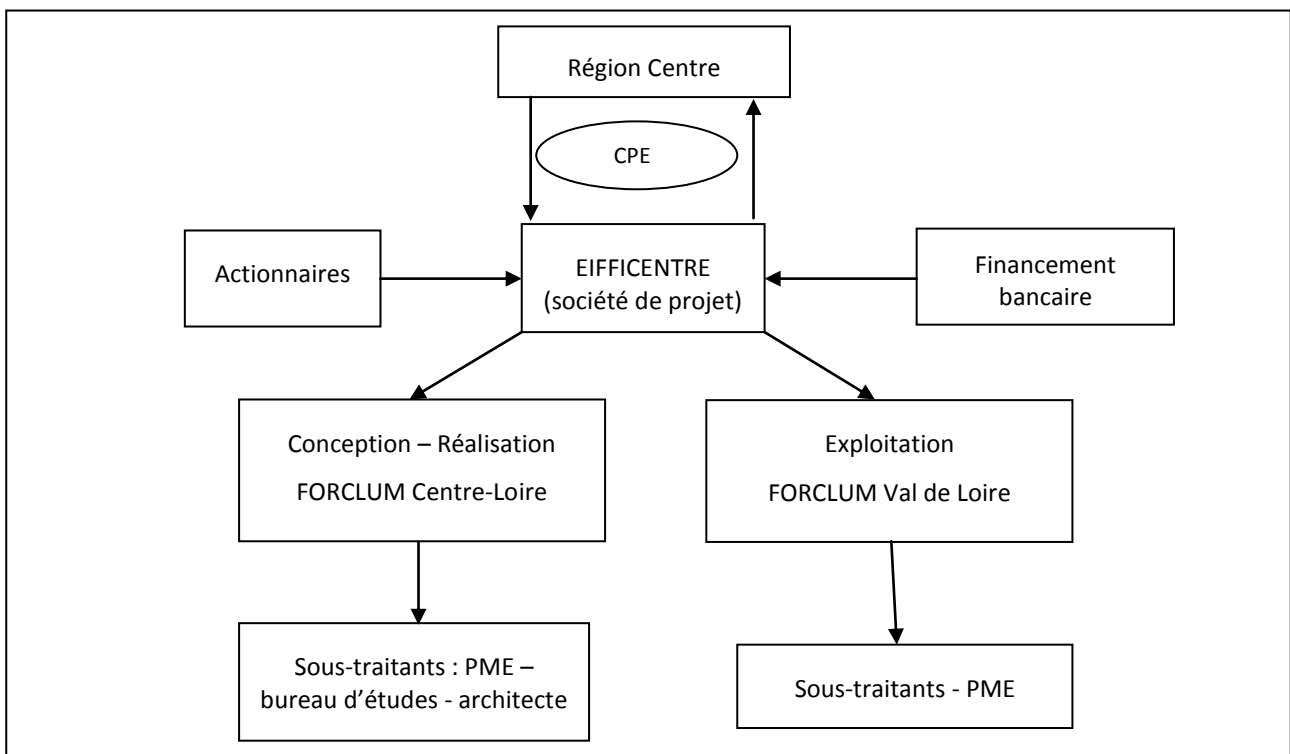 Région Centre
CPE
Actionnaires
EIFFICENTRE
(société de projet)
Financement
bancaire
Conception – Réalisation
FORCLUM Centre-Loire
Exploitation
FORCLUM Val de Loire
Sous-traitants : PME –
bureau d’études - architecte
Sous-traitants - PME